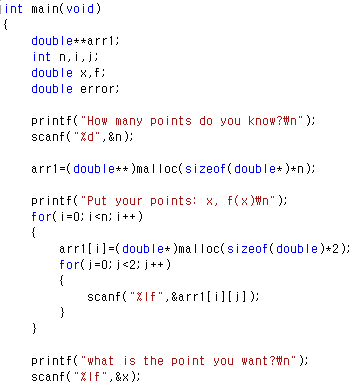 int main(void)
{
    double**arr1;
    int n,i,j;
    double x,f;
    double error;

    printf("How many points do you know?₩n");
    scanf("%d",&n);

    arr1=(double**)malloc(sizeof(double*)*n);

    printf("Put your points: x, f(x)₩n");
    for(i=0;i<n;i++)
    {
        arr1[i]=(double*)malloc(sizeof(double)*2);
        for(j=0;j<2;j++)
        {
            scanf("%lf",&arr1[i][j]);
        }
    }

    printf("what is the point you want?₩n");
    scanf("%lf",&x);